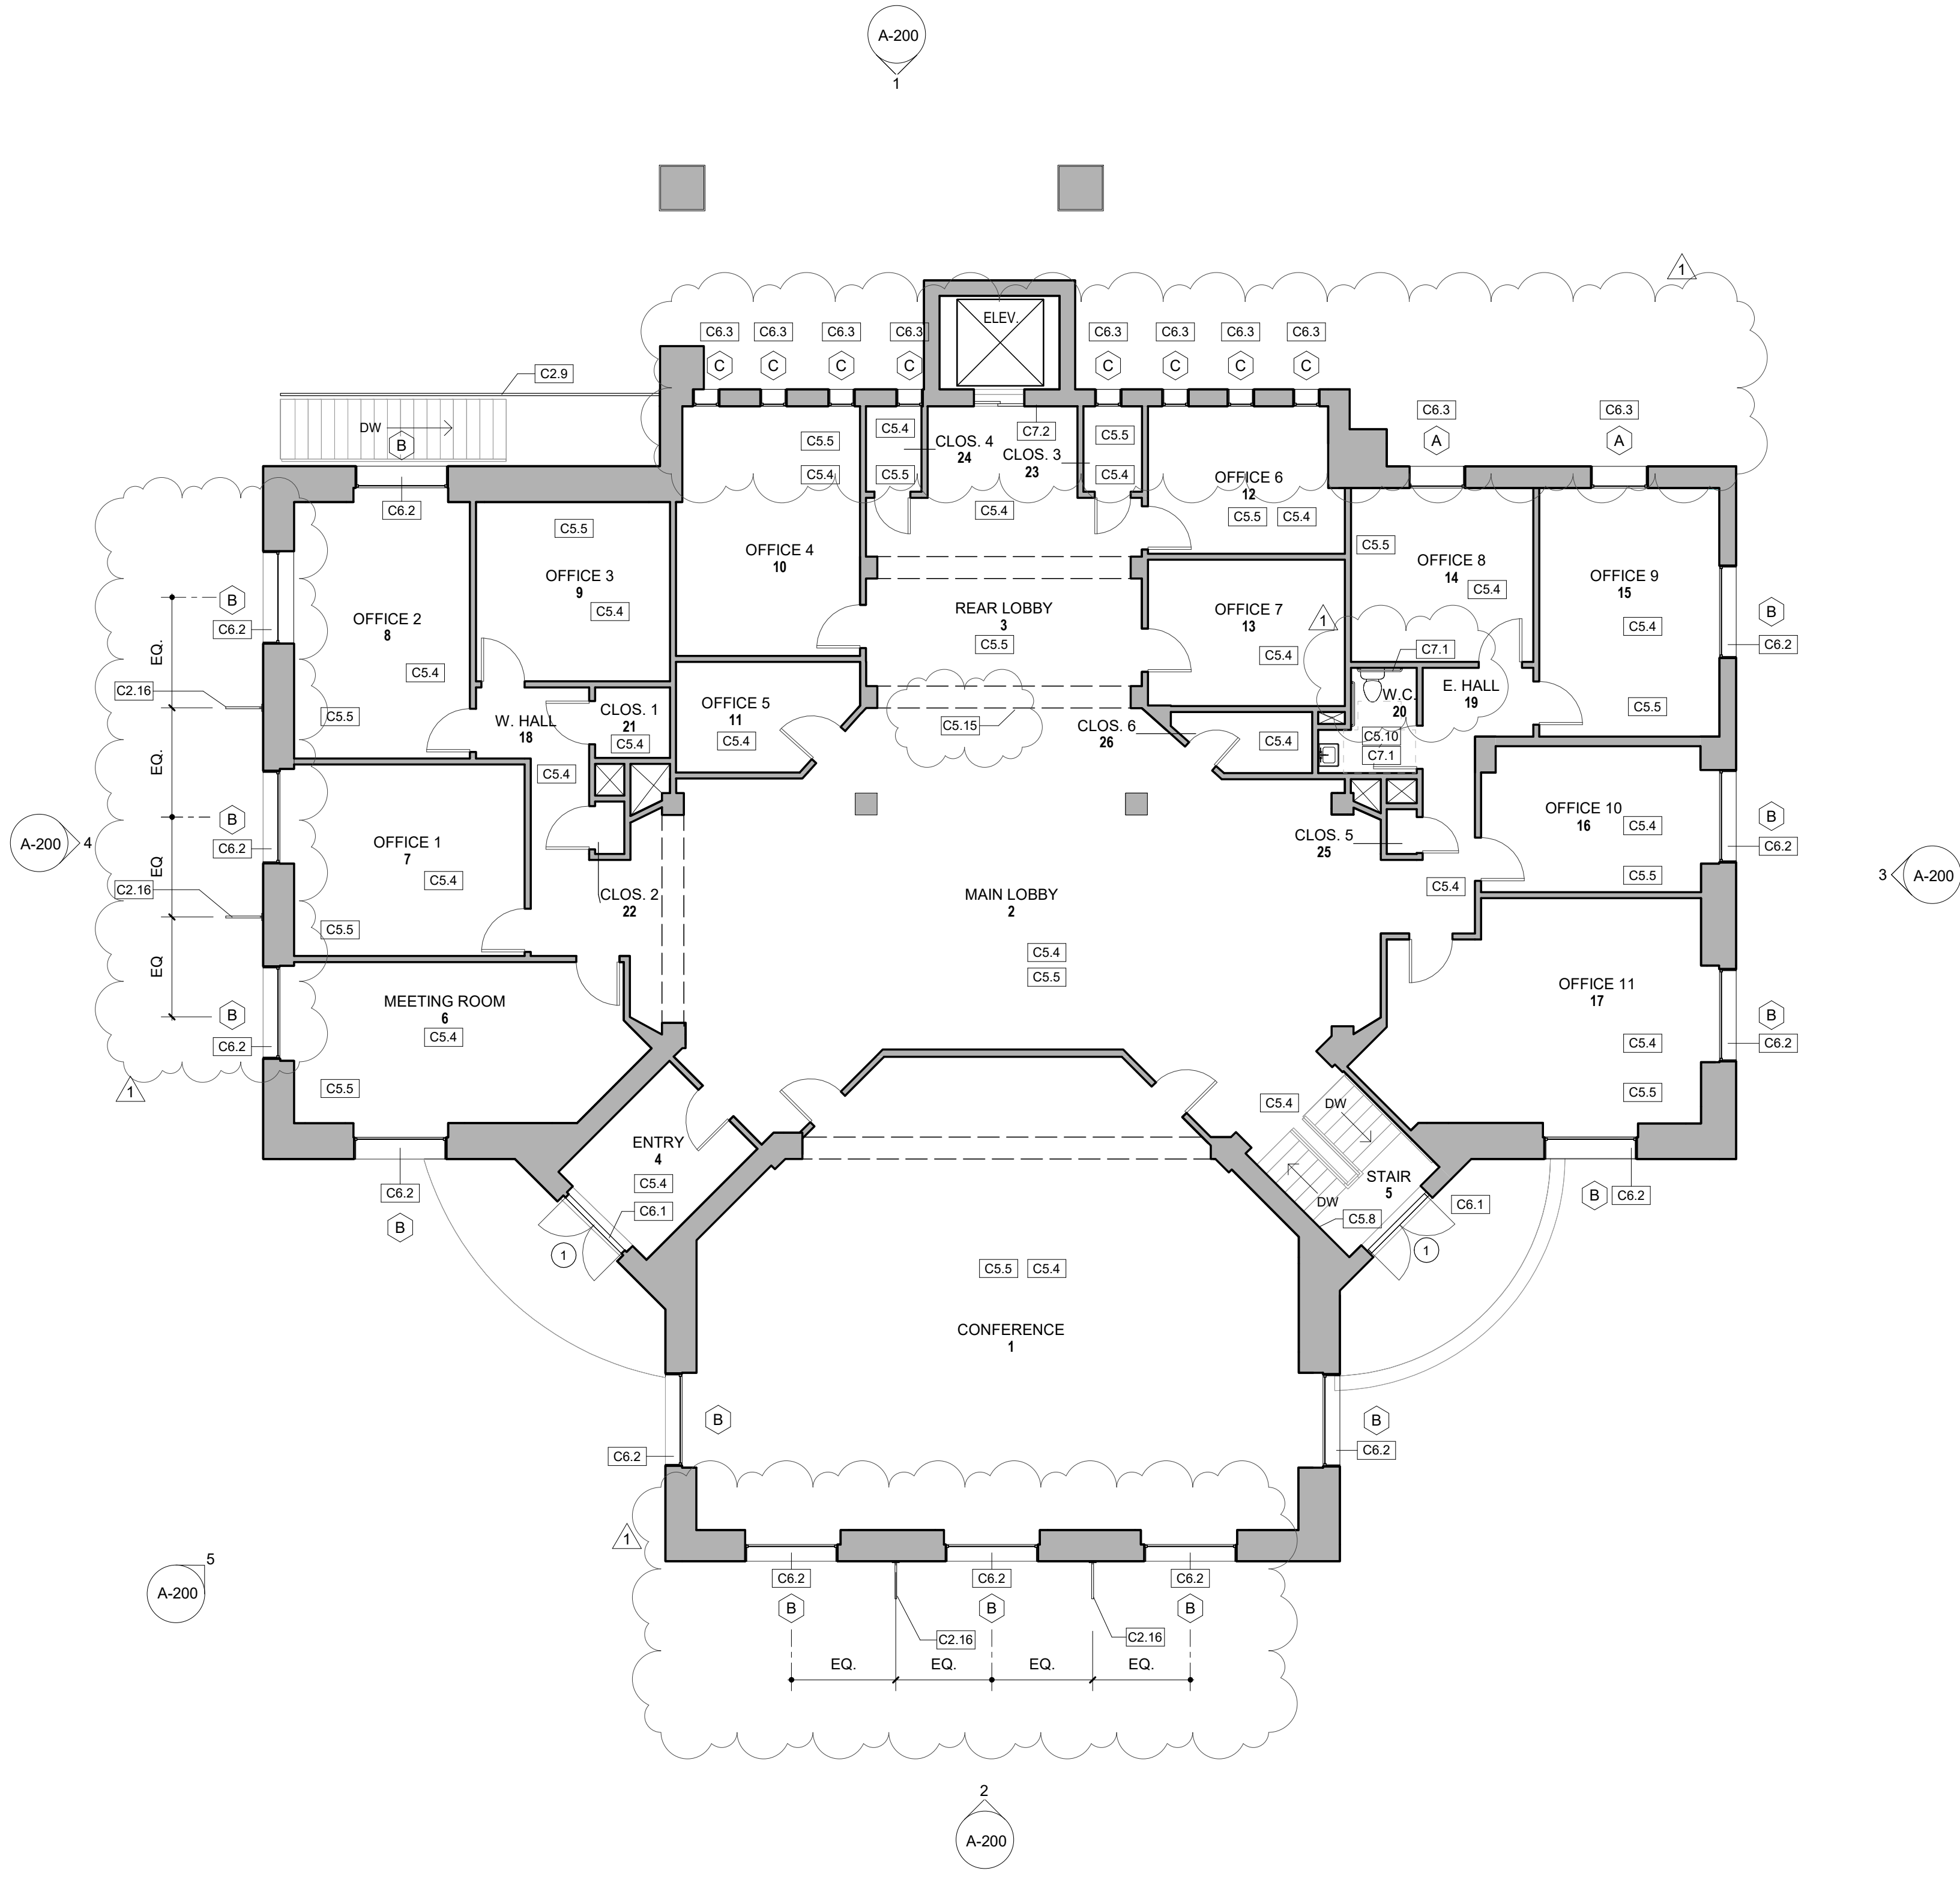 A-200
1
1
ELEV.
C6.3 C6.3 C6.3 C6.3 C6.3 C6.3 C6.3 C6.3
C C C C C C C C
C2.9
C6.3 C6.3
A A
DW
B
C5.4
C7.2
C5.5
C5.5
CLOS. 4
24
CLOS. 3
23
C5.4
C5.5
C5.4
OFFICE 6
12
C6.2
C5.4
C5.5 C5.4
C5.5
C5.5
OFFICE 4
10
OFFICE 8
14
OFFICE 3
9
OFFICE 9
15
C5.4
B
C6.2
OFFICE 2
8
C5.4
REAR LOBBY
3
C5.5
OFFICE 7
13
1
C5.4
B
C6.2
EQ.
C5.4
C5.4
C7.1
E. HALL
19
W.C.
20
C2.16
C5.5
W. HALL
18
CLOS. 1
21
C5.4
OFFICE 5
11
C5.4
C5.15
CLOS. 6
26
C5.4
C5.10
C7.1
C5.5
EQ.
C5.4
B
C6.2
OFFICE 1
7
C5.4
OFFICE 10
16
C5.4
B
C6.2
A-200
4
EQ
C2.16
CLOS. 5
25
C5.5
C5.4
3
A-200
CLOS. 2
22
MAIN LOBBY
2
C5.5
C5.4
C5.5
EQ
B
C6.2
MEETING ROOM
6
C5.4
OFFICE 11
17
C5.4
B
C6.2
1
C5.5
C5.5
C5.4
DW
ENTRY
4
C5.4
C6.1
STAIR
5
DW
C5.8
C6.1
C6.2
B
B
C6.2
1
1
C5.5 C5.4
CONFERENCE
1
B
C6.2
B
C6.2
1
5
A-200
C6.2 C6.2 C6.2
B B B
C2.16 C2.16
EQ. EQ. EQ. EQ.
2
A-200